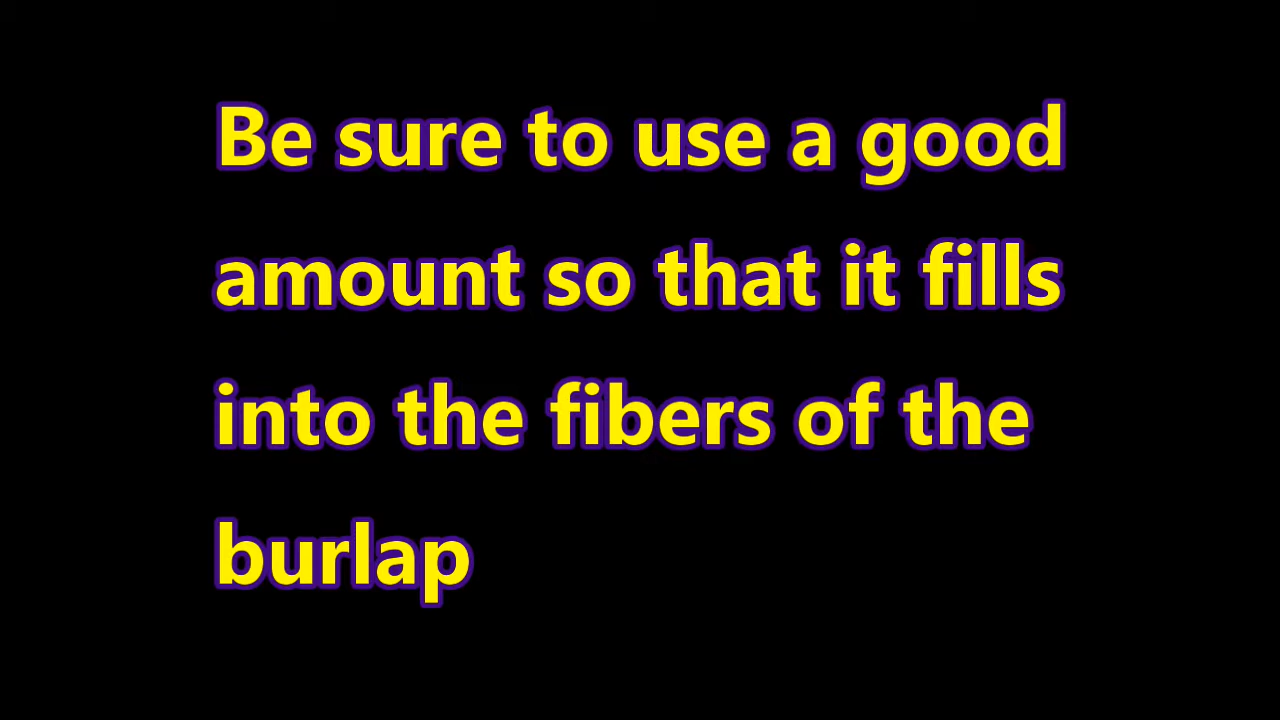 Be sure to use a good
amount so that it fills
into the fibers of the
burlap